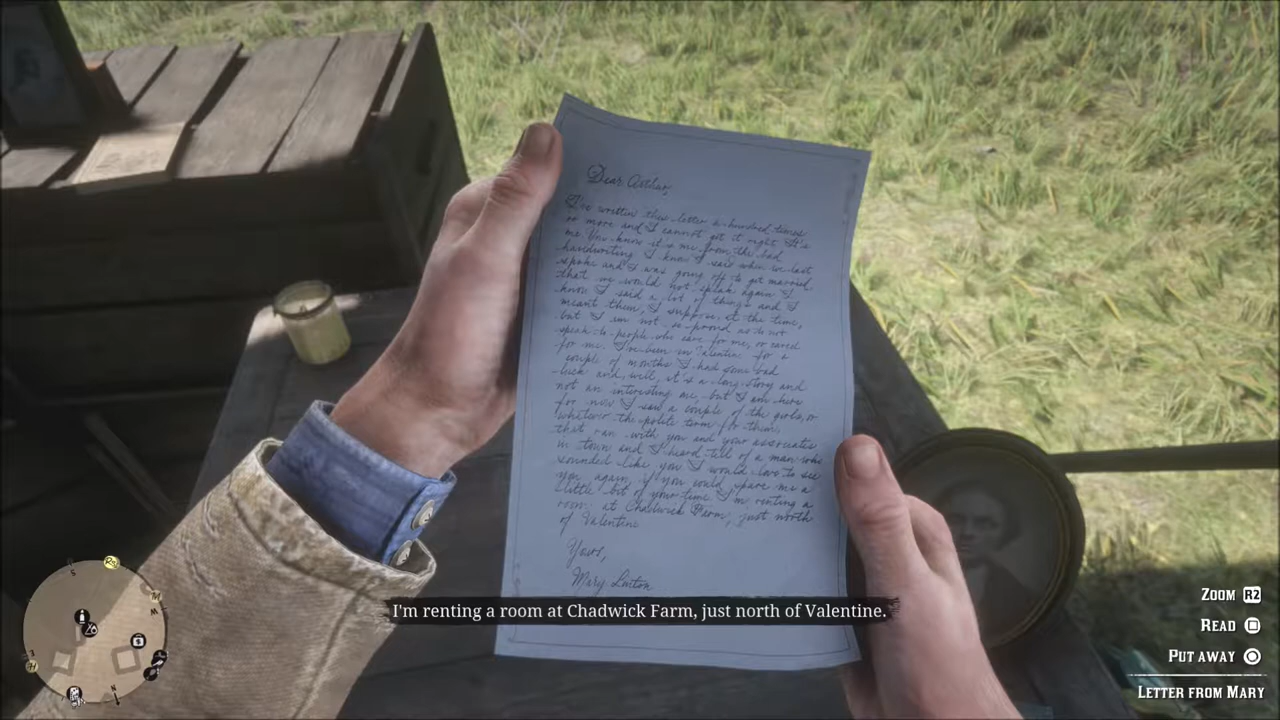 Dear Arthur,
I've written this letter a hundred times
or more and I cannot get it right. It's
me. You know it's me from the bad
handwriting. I know I said when we last
spoke and I was going off to get married
that we would not speak again. I
know I said a lot of things and I
meant them, I suppose, at the time,
but I am not so proud as to not
speak to people who care for me, or cared
for me. I've been in Valentine for a
couple of months. I had some bad
luck and, well, it is a long story and
not an interesting one, but I am here
for now. I saw a couple of the girls, or
whatever the polite term for them,
that ran with you and your associates
in town and I heard tell of a man who
sounded like you. I would love to see
you again, if you could spare me a
little bit of your time. I'm renting a
room at Chadwick Farm, just north
of Valentine.
Yours,
Mary Linton
I'm renting a room at Chadwick Farm, just north of Valentine.
ZOOM R2
READ
PUT AWAY
LETTER FROM MARY